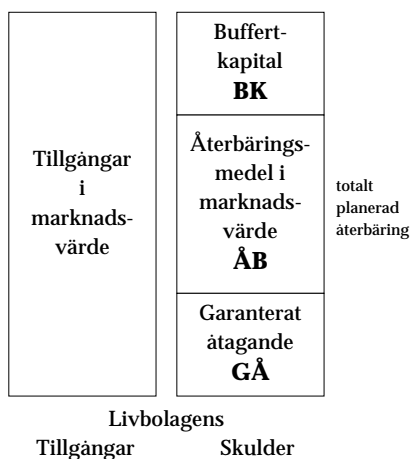 Tillgångar
i
marknads-
värde
Buffert-
kapital
BK
Återbärings-
medel i
marknads-
värde
ÅB
Garanterat
åtagande
GÅ
totalt
planerad
återbäring
Livbolagens
Tillgångar Skulder